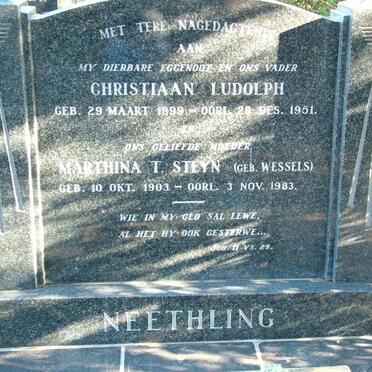 MET TERE NAGEDAGTENIS
AAN
MY DIERBARE EGGENOOT EN ONS VADER
CHRISTIAAN LUDOLPH
GEB. 29 MAART 1899 – OORL. 28 DES. 1951.
EN
ONS GELIEFDE MOEDER
MARTHINA T. STEYN (GEB. WESSELS)
GEB. 10 OKT. 1903 – OORL. 3 NOV. 1983.
WIE IN MY GLO SAL LEWE,
AL HET HY OOK GESTERWE...
JOH. 11 VS. 25.
NEETHLING